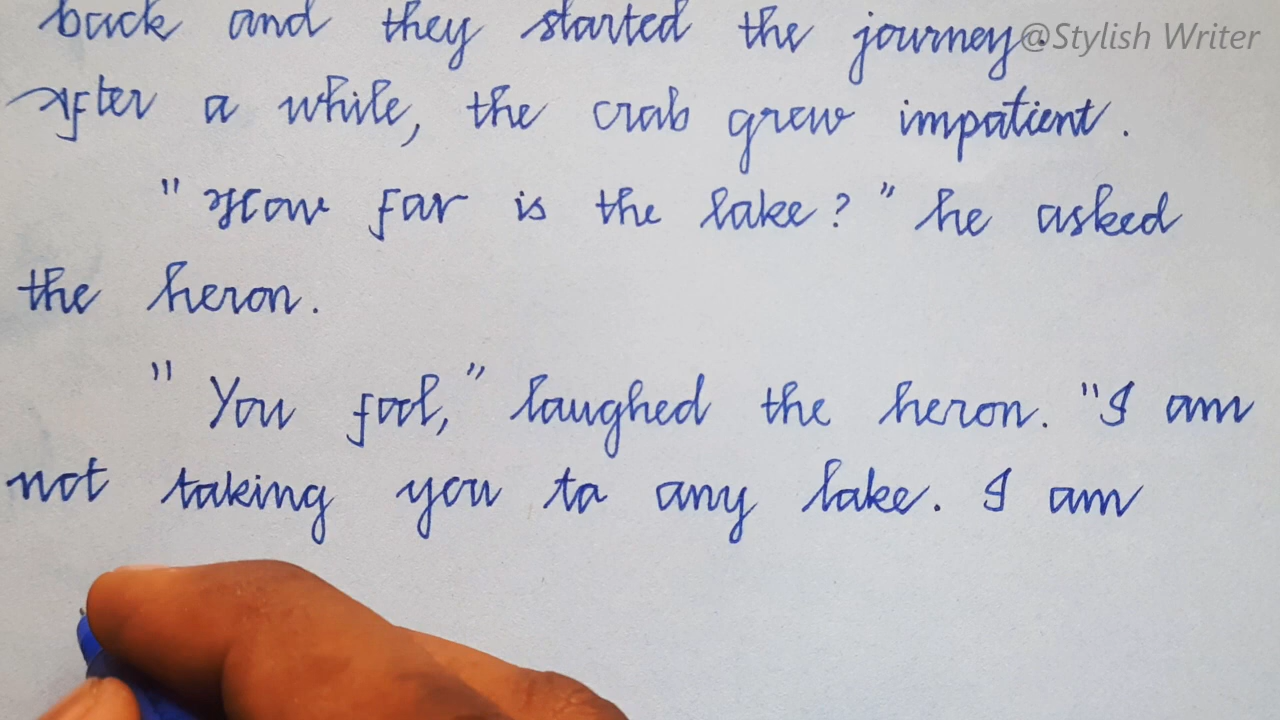 back and they started the journey.
@Stylish Writer
After a while, the crab grew impatient.
"How far is the lake?" he asked
the heron.
"You fool," laughed the heron. "I am
not taking you to any lake. I am